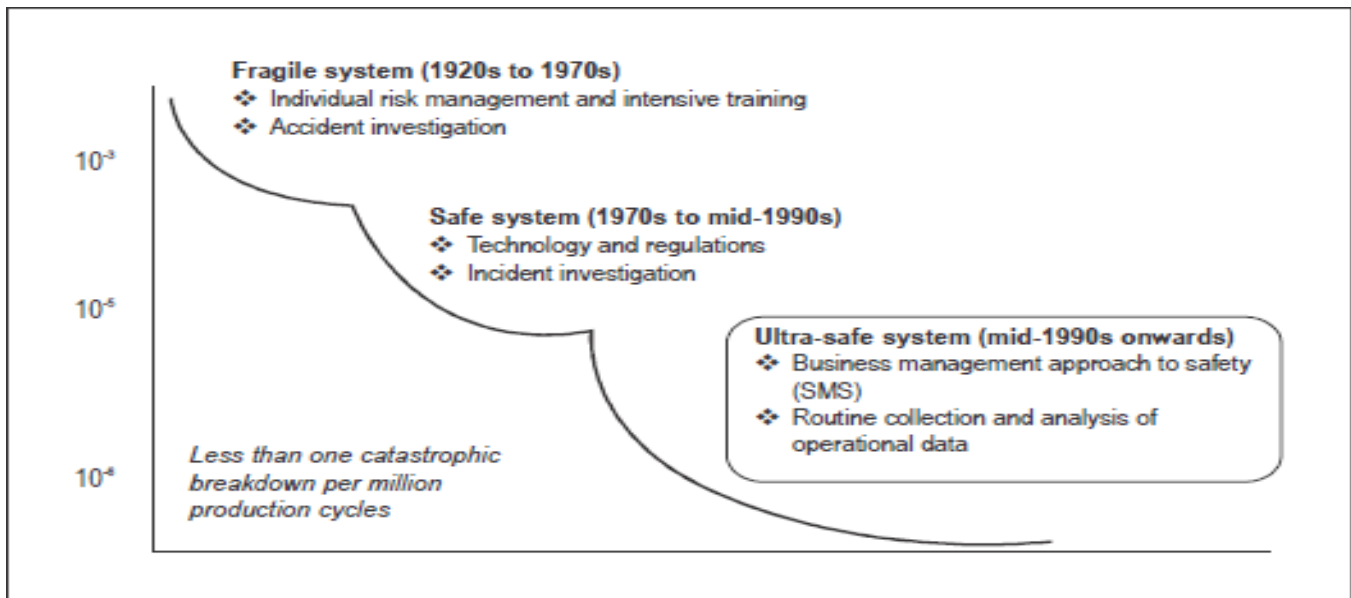 Fragile system (1920s to 1970s)
❖ Individual risk management and intensive training
❖ Accident investigation
10⁻³
Safe system (1970s to mid-1990s)
❖ Technology and regulations
❖ Incident investigation
10⁻⁵
Ultra-safe system (mid-1990s onwards)
❖ Business management approach to safety
(SMS)
❖ Routine collection and analysis of
operational data
Less than one catastrophic
breakdown per million
production cycles
10⁻⁶